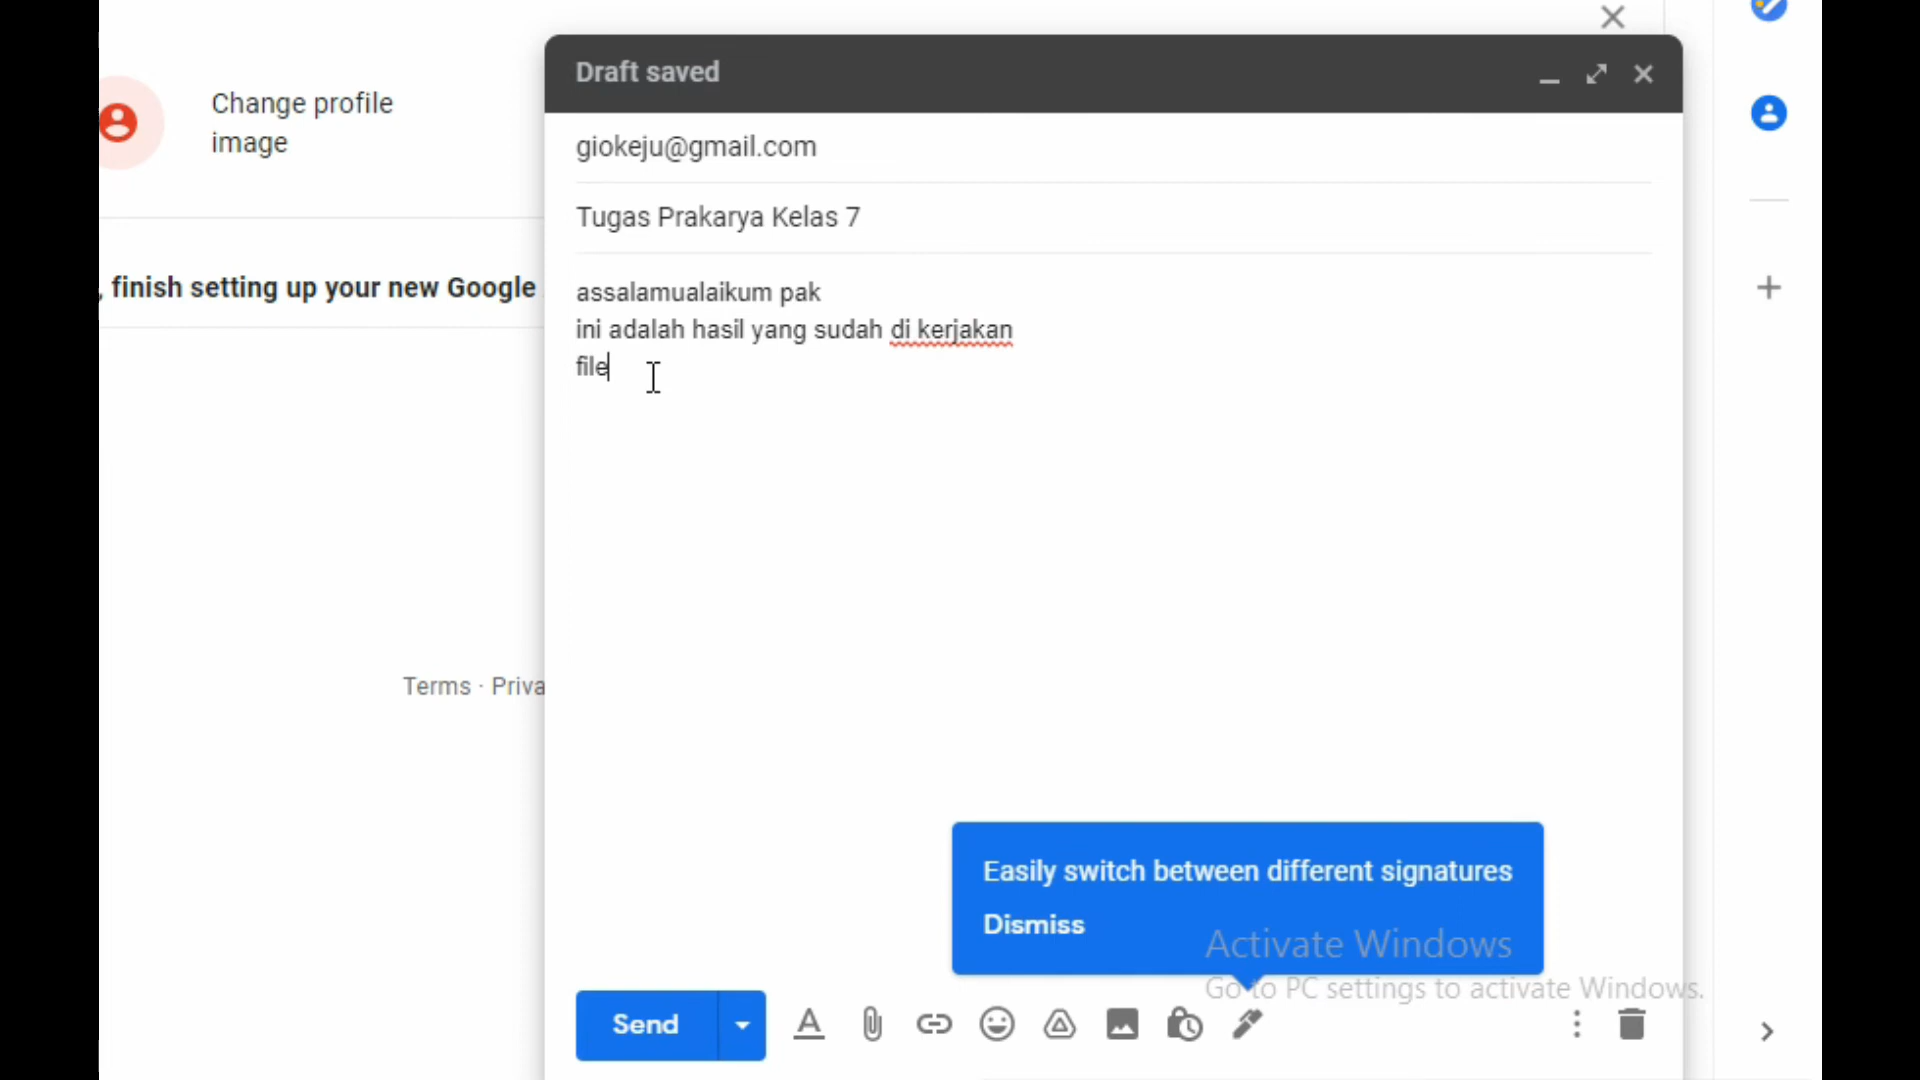 Draft saved
Change profile
image
giokeju@gmail.com
Tugas Prakarya Kelas 7
, finish setting up your new Google
assalamualaikum pak
ini adalah hasil yang sudah di kerjakan
file
Terms · Priva
Easily switch between different signatures
Dismiss
Activate Windows
Go to PC settings to activate Windows.
Send